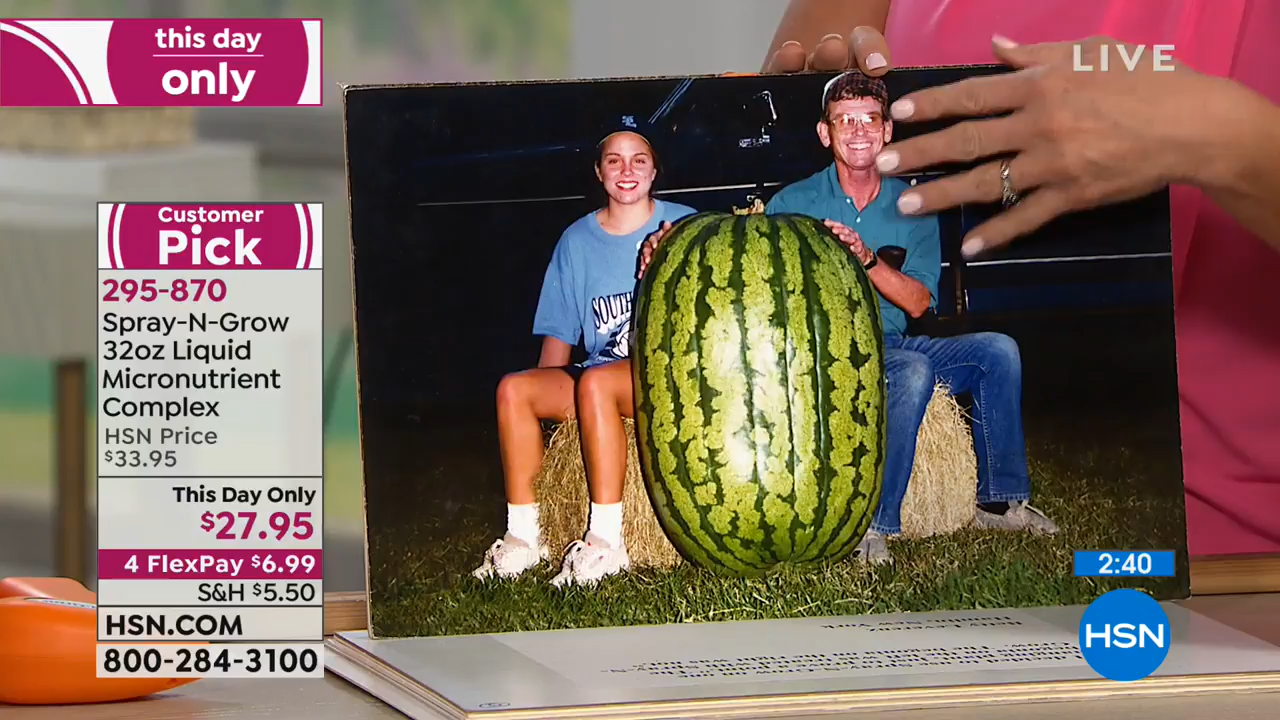 this day
only
LIVE
Customer
Pick
295-870
Spray-N-Grow
32oz Liquid
Micronutrient
Complex
HSN Price
$33.95
This Day Only
$27.95
4 FlexPay $6.99
S&H $5.50
HSN.COM
800-284-3100
SOUTH
2:40
HSN